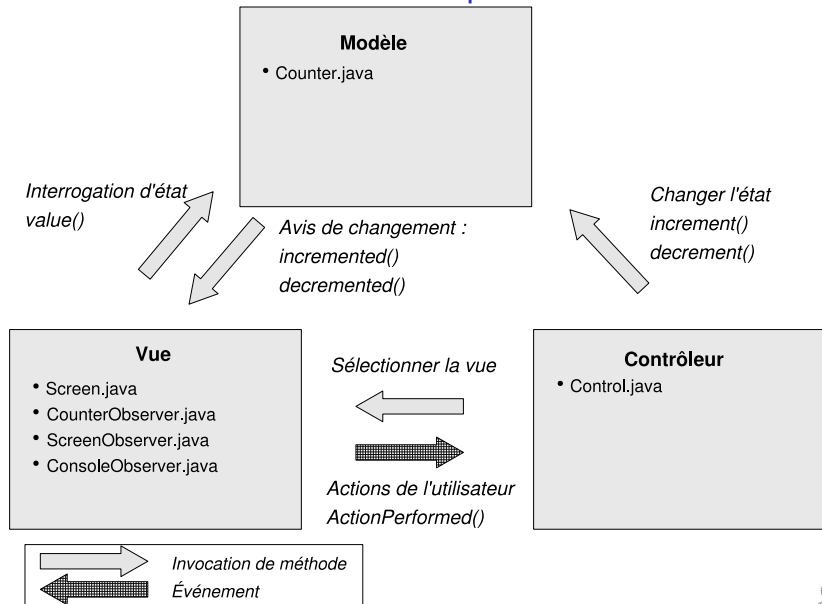 Modèle
• Counter.java
Interrogation d'état
value()
Avis de changement :
incremented()
decremented()
Changer l'état
increment()
decrement()
Vue
• Screen.java
• CounterObserver.java
• ScreenObserver.java
• ConsoleObserver.java
Sélectionner la vue
Actions de l'utilisateur
ActionPerformed()
Contrôleur
• Control.java
Invocation de méthode
Événement